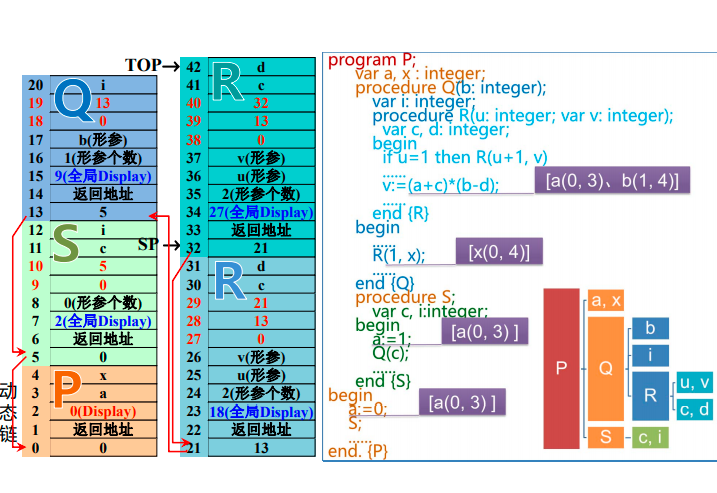 TOP
20 i
19 13
18 0
17 b(形参)
16 1(形参个数)
15 9(全局Display)
14 返回地址
13 5
Q
12 i
11 c
10 5
9 0
8 0(形参个数)
7 2(全局Display)
6 返回地址
5 0
S
4 x
3 a
2 0(Display)
1 返回地址
0 0
P
动态链
42 d
41 c
40 32
39 13
38 0
37 v(形参)
36 u(形参)
35 2(形参个数)
34 27(全局Display)
33 返回地址
32 21
R
SP
31 d
30 c
29 21
28 13
27 0
26 v(形参)
25 u(形参)
24 2(形参个数)
23 18(全局Display)
22 返回地址
21 13
R
program P;
var a, x : integer;
procedure Q(b: integer);
var i: integer;
procedure R(u: integer; var v: integer);
var c, d: integer;
begin
if u=1 then R(u+1, v)
......
v:=(a+c)*(b-d);
[a(0, 3)、b(1, 4)]
......
end {R}
begin
......
R(1, x);
[x(0, 4)]
......
end {Q}
procedure S;
var c, i:integer;
begin
a:=1;
[a(0, 3) ]
Q(c);
......
end {S}
begin
a:=0;
[a(0, 3) ]
S;
......
end. {P}
P
a, x
Q
b
i
R
u, v
c, d
S
c, i